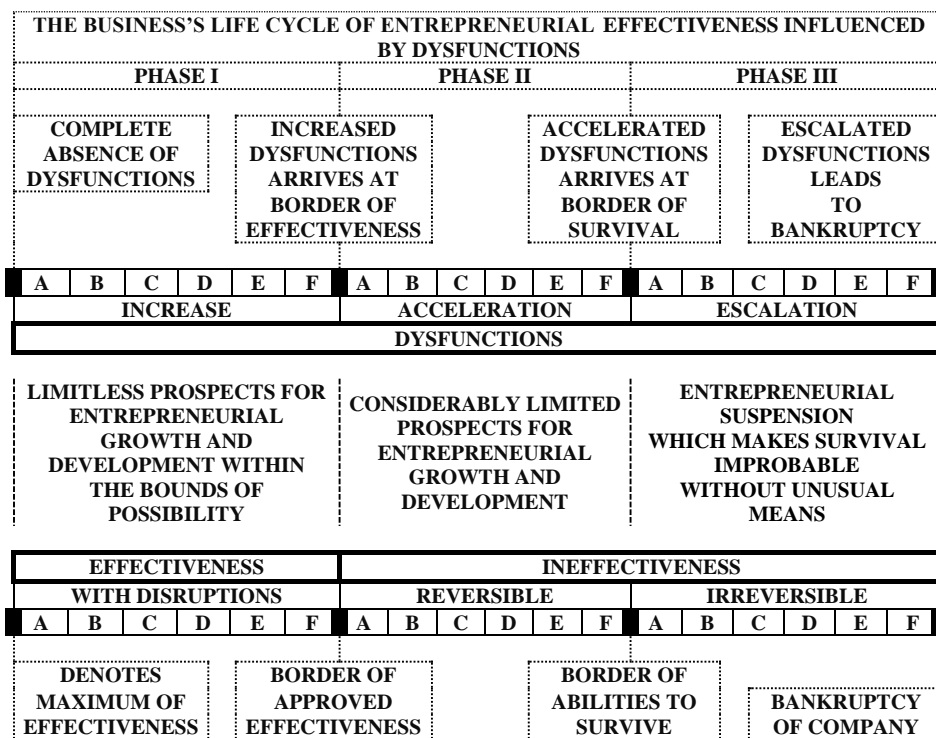 THE BUSINESS'S LIFE CYCLE OF ENTREPRENEURIAL EFFECTIVENESS INFLUENCED
BY DYSFUNCTIONS
PHASE I PHASE II PHASE III
COMPLETE
ABSENCE OF
DYSFUNCTIONS
INCREASED
DYSFUNCTIONS
ARRIVES AT
BORDER OF
EFFECTIVENESS
ACCELERATED
DYSFUNCTIONS
ARRIVES AT
BORDER OF
SURVIVAL
ESCALATED
DYSFUNCTIONS
LEADS
TO
BANKRUPTCY
A B C D E F A B C D E F A B C D E F
INCREASE ACCELERATION ESCALATION
DYSFUNCTIONS
LIMITLESS PROSPECTS FOR
ENTREPRENEURIAL
GROWTH AND
DEVELOPMENT WITHIN
THE BOUNDS OF
POSSIBILITY
CONSIDERABLY LIMITED
PROSPECTS FOR
ENTREPRENEURIAL
GROWTH AND
DEVELOPMENT
ENTREPRENEURIAL
SUSPENSION
WHICH MAKES SURVIVAL
IMPROBABLE
WITHOUT UNUSUAL
MEANS
EFFECTIVENESS INEFFECTIVENESS
WITH DISRUPTIONS REVERSIBLE IRREVERSIBLE
A B C D E F A B C D E F A B C D E F
DENOTES
MAXIMUM OF
EFFECTIVENESS
BORDER OF
APPROVED
EFFECTIVENESS
BORDER OF
ABILITIES TO
SURVIVE
BANKRUPTCY
OF COMPANY